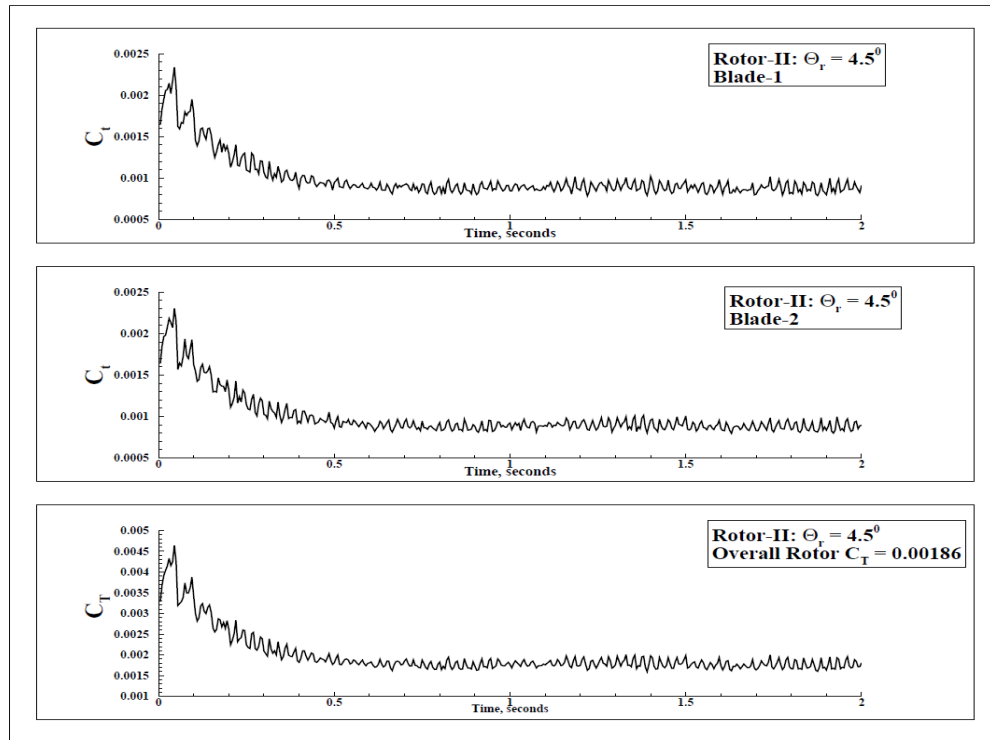 Rotor-II: Θr = 4.5⁰
Blade-1
0.0025
0.002
0.0015
0.001
0.0005
Ct
0 0.5 1 1.5 2
Time, seconds
Rotor-II: Θr = 4.5⁰
Blade-2
0.0025
0.002
0.0015
0.001
0.0005
Ct
0 0.5 1 1.5 2
Time, seconds
Rotor-II: Θr = 4.5⁰
Overall Rotor CT = 0.00186
0.005
0.0045
0.004
0.0035
0.003
0.0025
0.002
0.0015
0.001
CT
0 0.5 1 1.5 2
Time, seconds